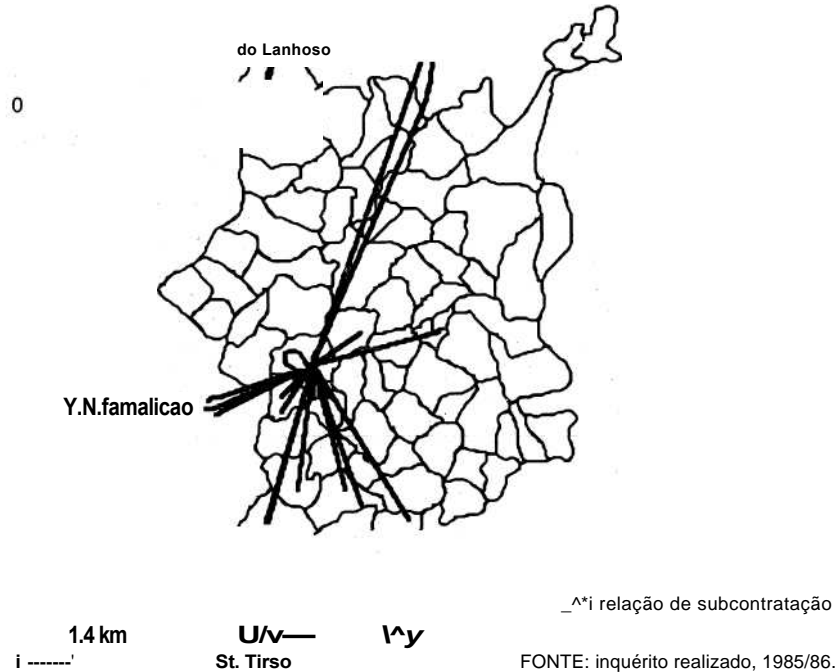 do Lanhoso
0
Y.N.famalicao
_^*i relação de subcontratação
1.4 km
U/v—
\^y
i -------'
St. Tirso
FONTE: inquérito realizado, 1985/86.